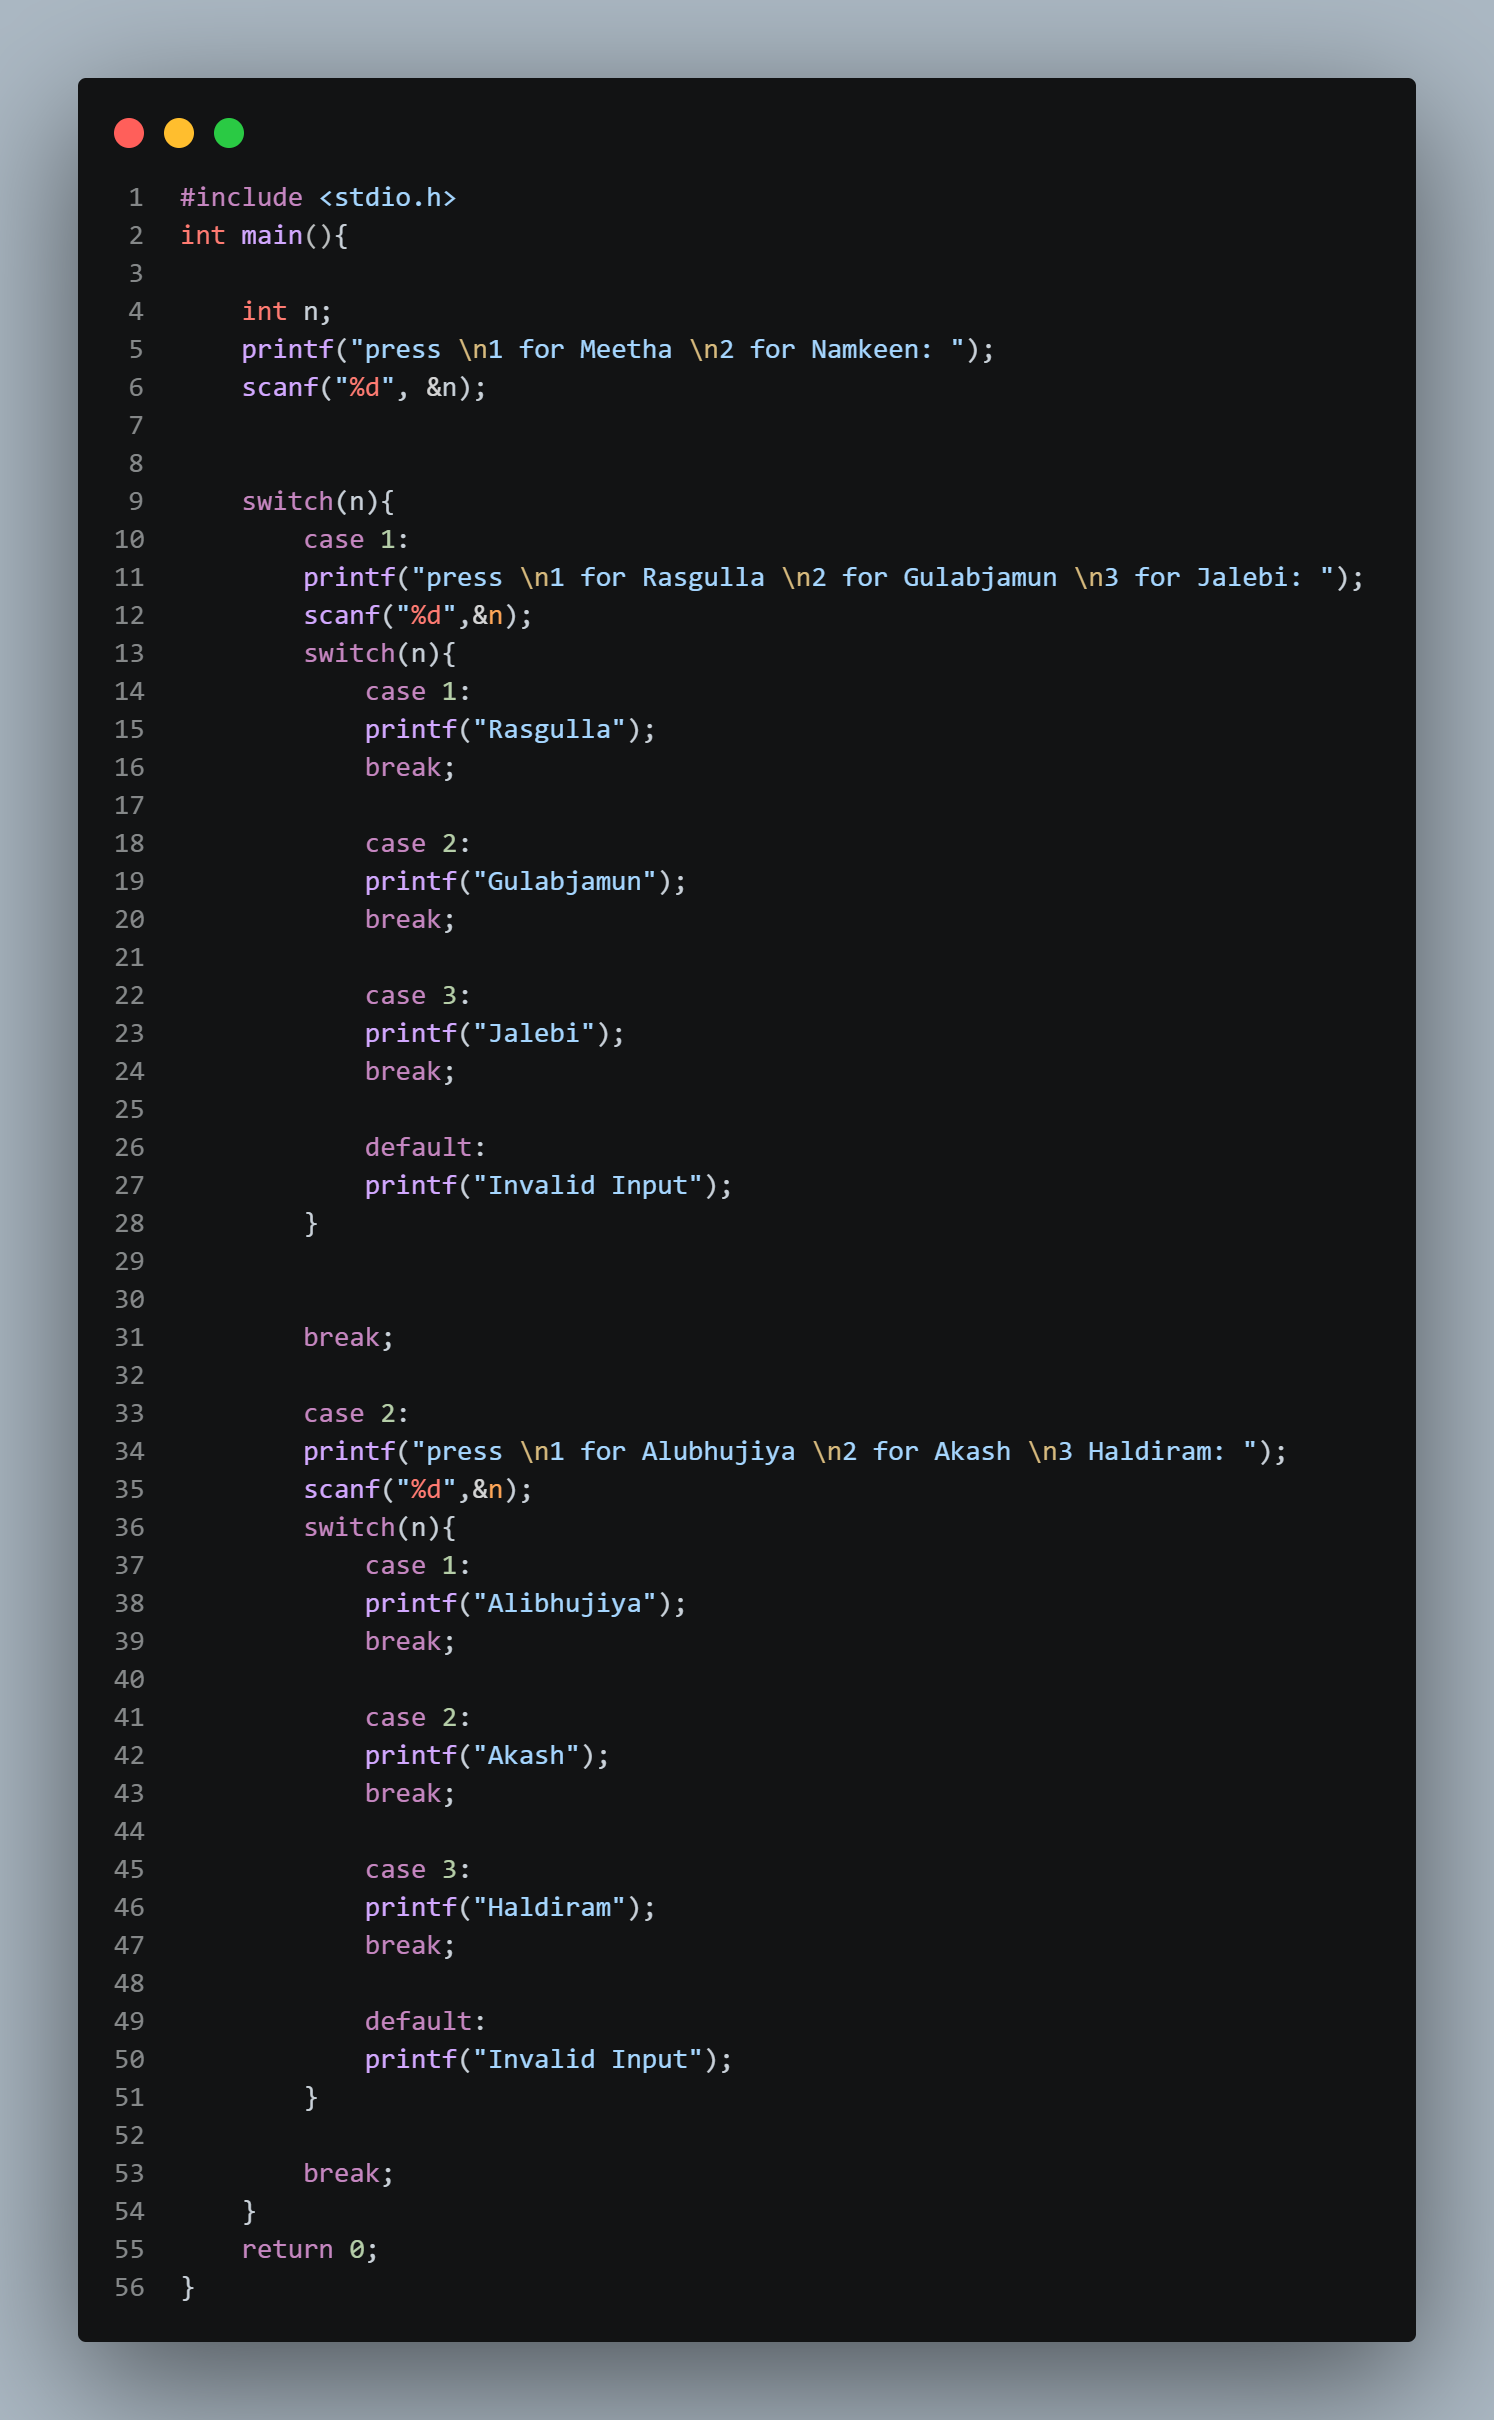 1 #include <stdio.h>
2 int main(){
3
4     int n;
5     printf("press \n1 for Meetha \n2 for Namkeen: ");
6     scanf("%d", &n);
7
8
9     switch(n){
10         case 1:
11         printf("press \n1 for Rasgulla \n2 for Gulabjamun \n3 for Jalebi: ");
12         scanf("%d",&n);
13         switch(n){
14             case 1:
15             printf("Rasgulla");
16             break;
17
18             case 2:
19             printf("Gulabjamun");
20             break;
21
22             case 3:
23             printf("Jalebi");
24             break;
25
26             default:
27             printf("Invalid Input");
28         }
29
30
31         break;
32
33         case 2:
34         printf("press \n1 for Alubhujiya \n2 for Akash \n3 Haldiram: ");
35         scanf("%d",&n);
36         switch(n){
37             case 1:
38             printf("Alibhujiya");
39             break;
40
41             case 2:
42             printf("Akash");
43             break;
44
45             case 3:
46             printf("Haldiram");
47             break;
48
49             default:
50             printf("Invalid Input");
51         }
52
53         break;
54     }
55     return 0;
56 }